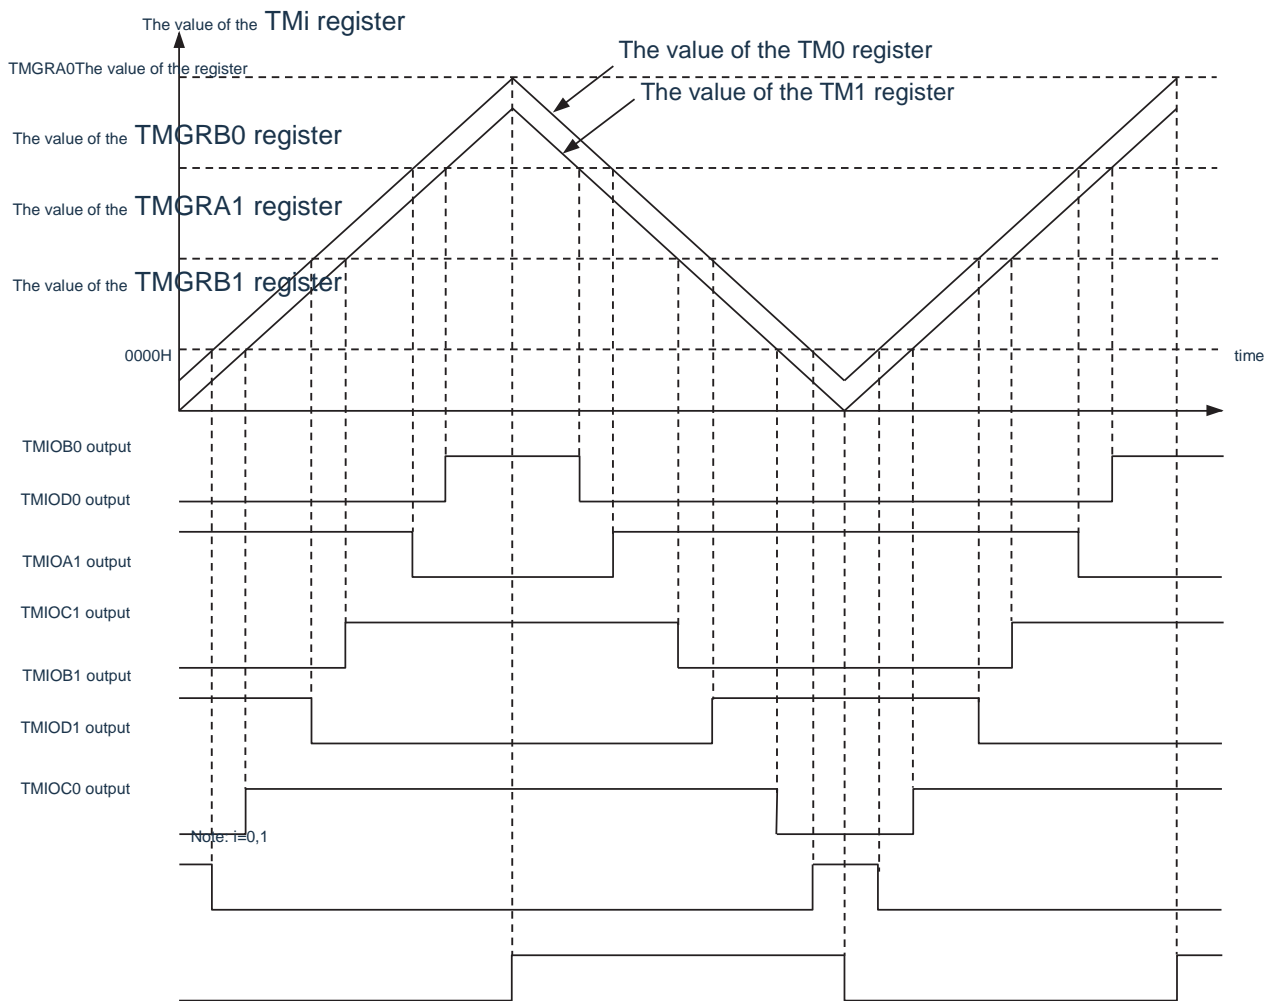 The value of the TMi register
The value of the TM0 register
TMGRA0The value of the register
The value of the TM1 register
The value of the TMGRB0 register
The value of the TMGRA1 register
The value of the TMGRB1 register
0000H
time
TMIOB0 output
TMIOD0 output
TMIOA1 output
TMIOC1 output
TMIOB1 output
TMIOD1 output
TMIOC0 output
Note: i=0,1